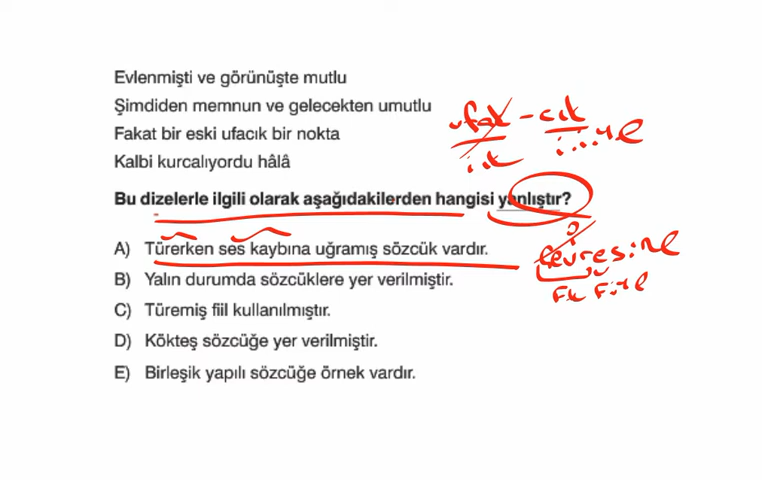 Evlenmişti ve görünüşte mutlu
Şimdiden memnun ve gelecekten umutlu
Fakat bir eski ufacık bir nokta
Kalbi kurcalıyordu hâlâ
ufak - cık
Bu dizelerle ilgili olarak aşağıdakilerden hangisi yanlıştır?
A) Türerken ses kaybına uğramış sözcük vardır.
B) Yalın durumda sözcüklere yer verilmiştir.
C) Türemiş fiil kullanılmıştır.
D) Kökteş sözcüğe yer verilmiştir.
E) Birleşik yapılı sözcüğe örnek vardır.